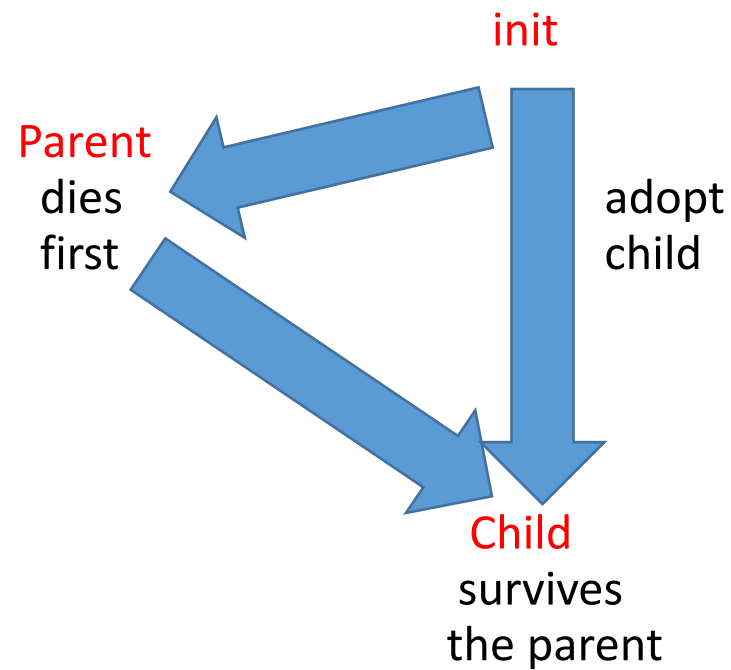 init
Parent
dies
first
adopt
child
Child
survives
the parent